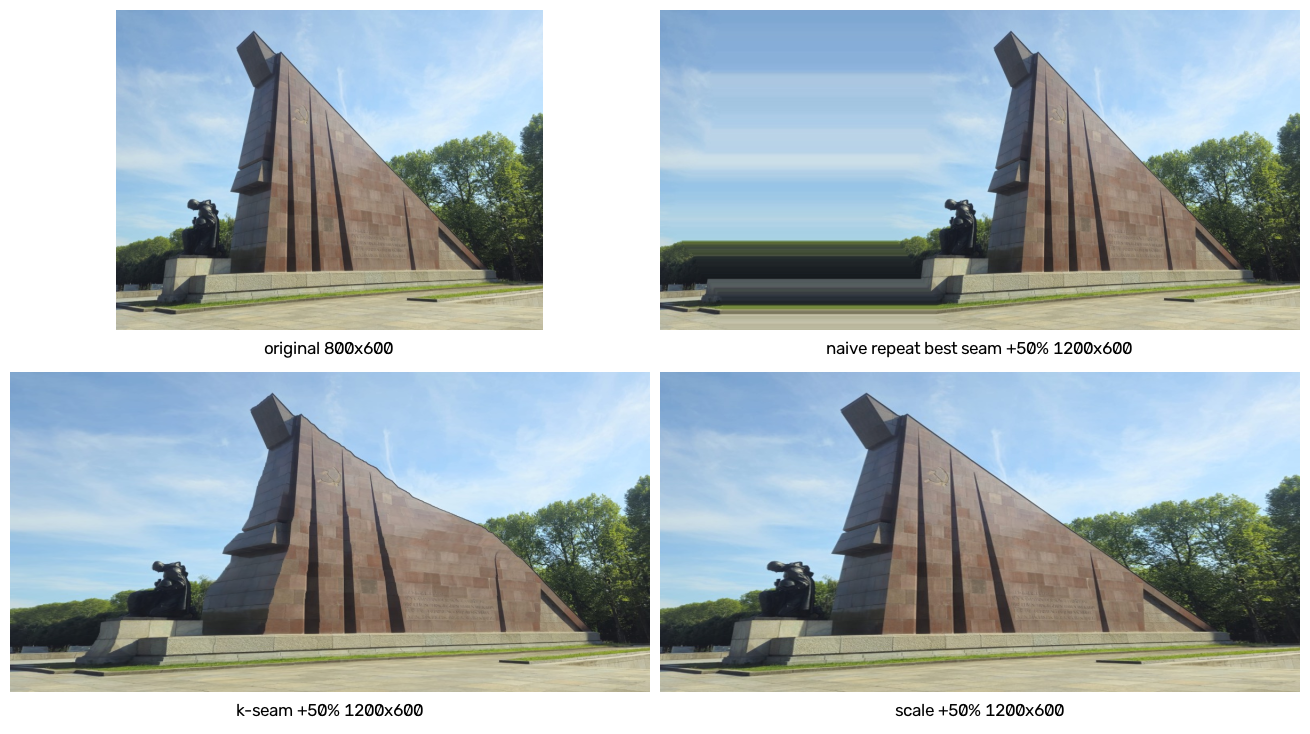 original 800x600
naive repeat best seam +50% 1200x600
k-seam +50% 1200x600
scale +50% 1200x600